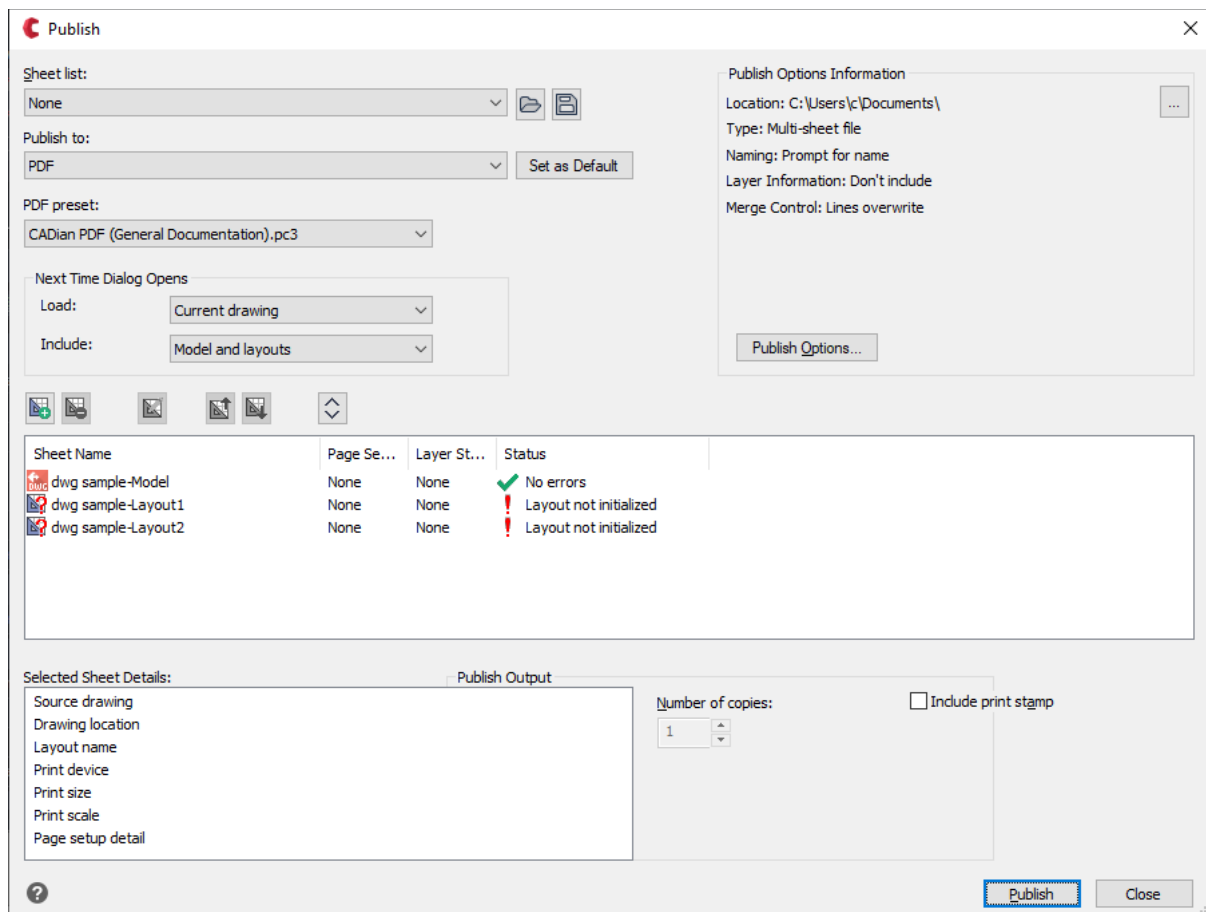 Publish
Sheet list:
None
Publish to:
PDF
Set as Default
PDF preset:
CADian PDF (General Documentation).pc3
Next Time Dialog Opens
Load:
Current drawing
Include:
Model and layouts
Publish Options Information
Location: C:\Users\c\Documents\
...
Type: Multi-sheet file
Naming: Prompt for name
Layer Information: Don't include
Merge Control: Lines overwrite
Publish Options...
Sheet Name Page Se... Layer St... Status
DWG dwg sample-Model None None No errors
dwg sample-Layout1 None None Layout not initialized
dwg sample-Layout2 None None Layout not initialized
Selected Sheet Details:
Source drawing
Drawing location
Layout name
Print device
Print size
Print scale
Page setup detail
Publish Output
Number of copies:
1
Include print stamp
Publish Close